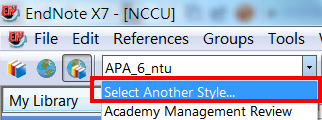 EndNote X7 - [NCCU]
File Edit References Groups Tools
APA_6_ntu
My Library
Select Another Style...
Academy Management Review